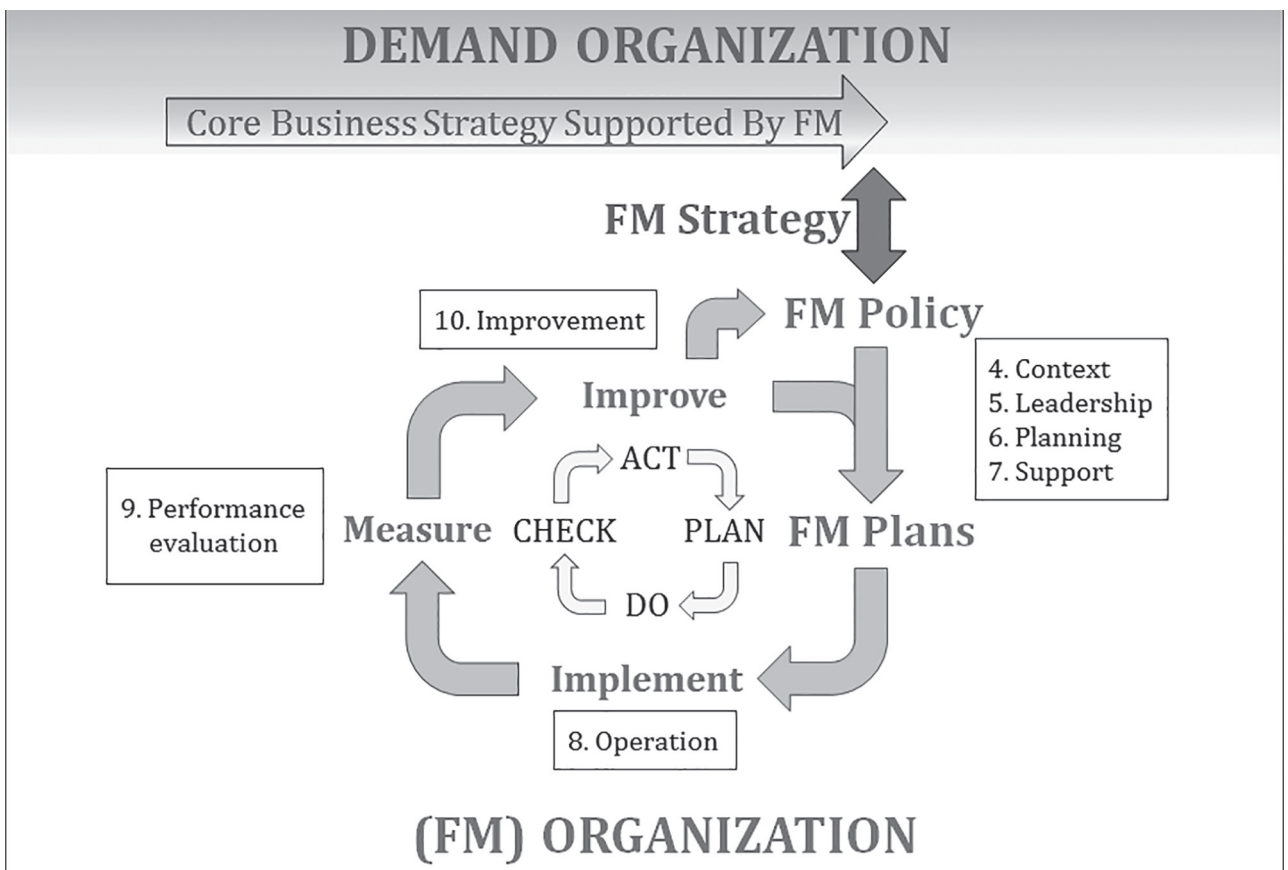 DEMAND ORGANIZATION
Core Business Strategy Supported By FM
FM Strategy
10. Improvement
FM Policy
4. Context
5. Leadership
6. Planning
7. Support
Improve
ACT
9. Performance
evaluation
Measure
CHECK
PLAN
FM Plans
DO
Implement
8. Operation
(FM) ORGANIZATION